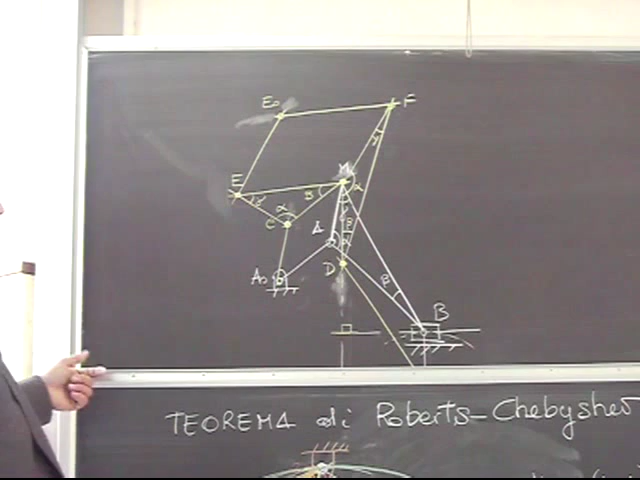 E₀ F
γ
M
E γ α β α
C
γ
A β
α
A₀ D
β
B
TEOREMA di Roberts-Chebyshev